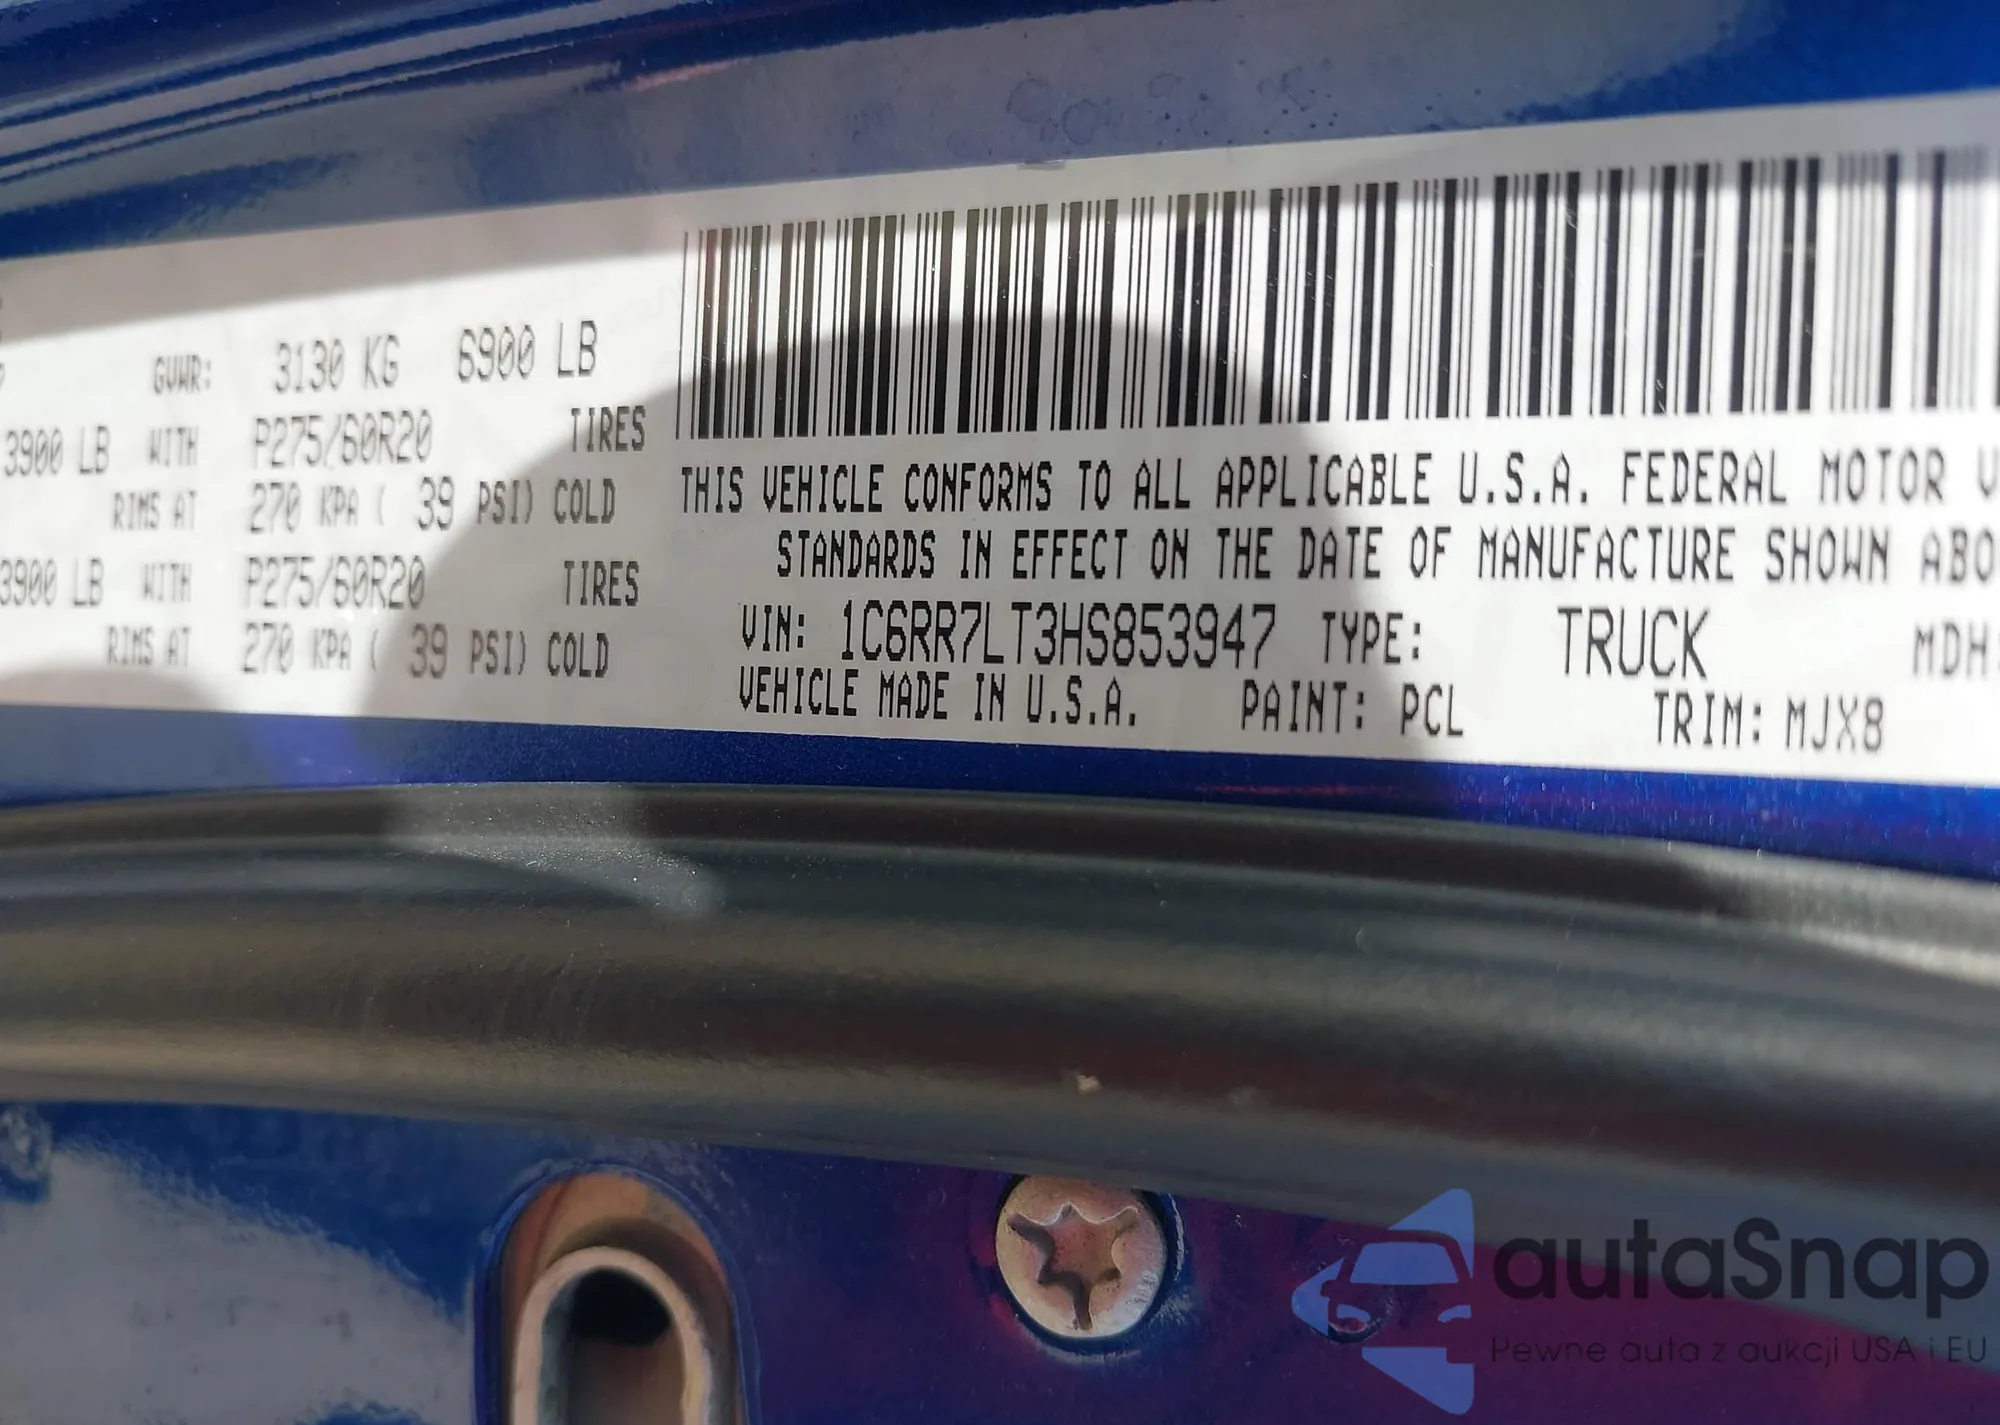 GVWR: 3130 KG 6900 LB
3900 LB WITH P275/60R20 TIRES
RIMS AT 270 KPA ( 39 PSI) COLD
3900 LB WITH P275/60R20 TIRES
RIMS AT 270 KPA ( 39 PSI) COLD
THIS VEHICLE CONFORMS TO ALL APPLICABLE U.S.A. FEDERAL MOTOR V
STANDARDS IN EFFECT ON THE DATE OF MANUFACTURE SHOWN ABO
VIN: 1C6RR7LT3HS853947 TYPE: TRUCK MDH:
VEHICLE MADE IN U.S.A. PAINT: PCL TRIM: MJX8
autaSnap
Pewne auta z aukcji USA i EU